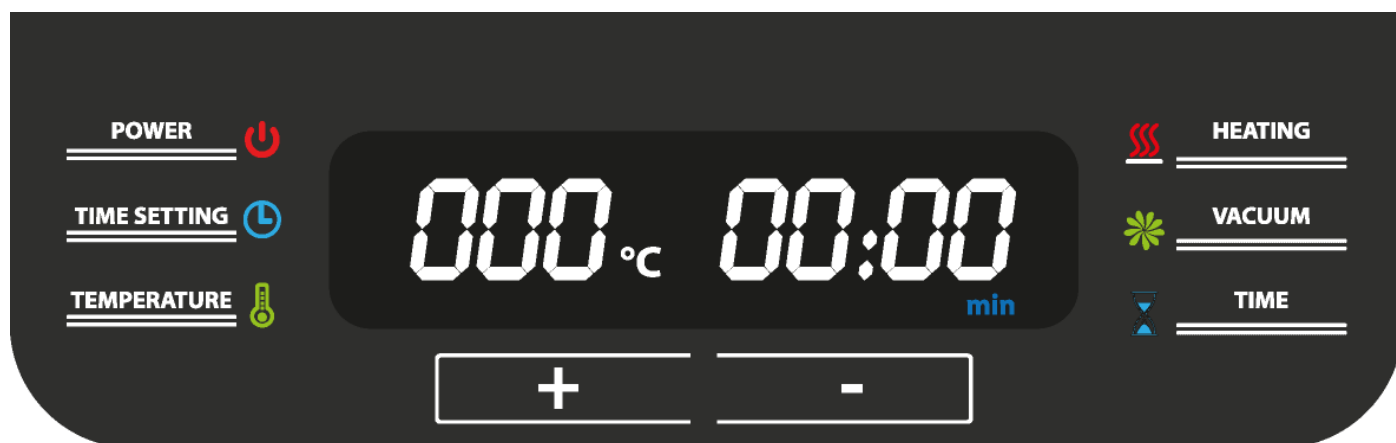 POWER
TIME SETTING
TEMPERATURE
000 °C 00:00
min
+ -
HEATING
VACUUM
TIME